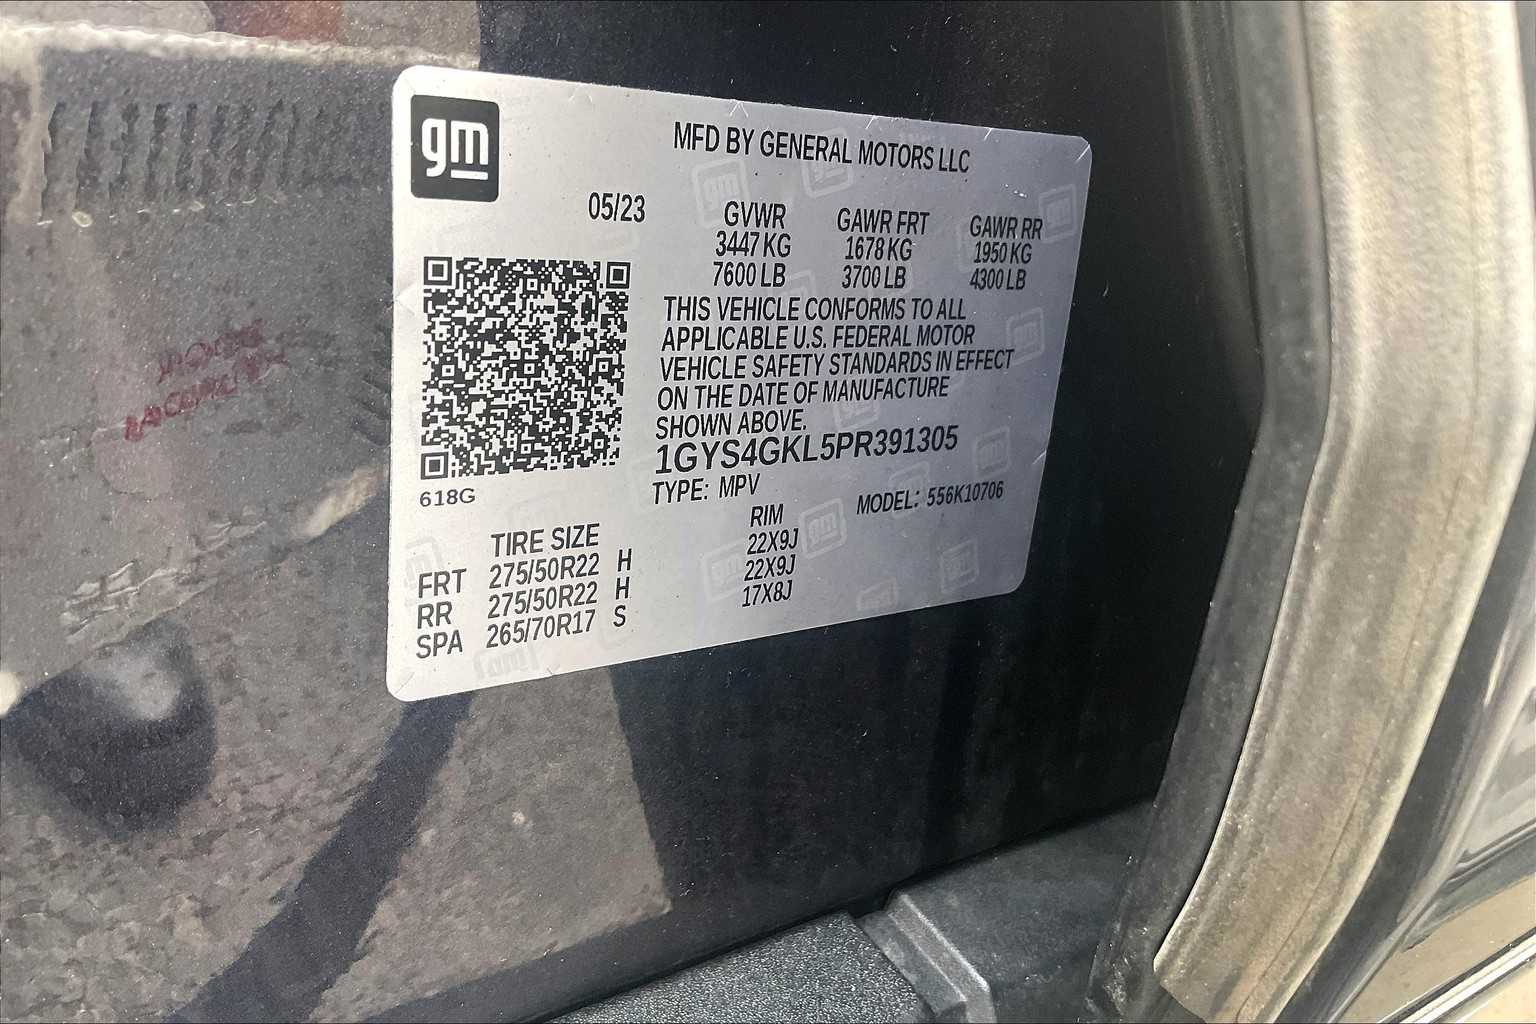 gm
MFD BY GENERAL MOTORS LLC
05/23
GVWR GAWR FRT GAWR RR
3447 KG 1678 KG 1950 KG
7600 LB 3700 LB 4300 LB
THIS VEHICLE CONFORMS TO ALL
APPLICABLE U.S. FEDERAL MOTOR
VEHICLE SAFETY STANDARDS IN EFFECT
ON THE DATE OF MANUFACTURE
SHOWN ABOVE.
1GYS4GKL5PR391305
618G
TYPE: MPV MODEL: 556K10706
TIRE SIZE RIM
FRT 275/50R22 H 22X9J
RR 275/50R22 H 22X9J
SPA 265/70R17 S 17X8J